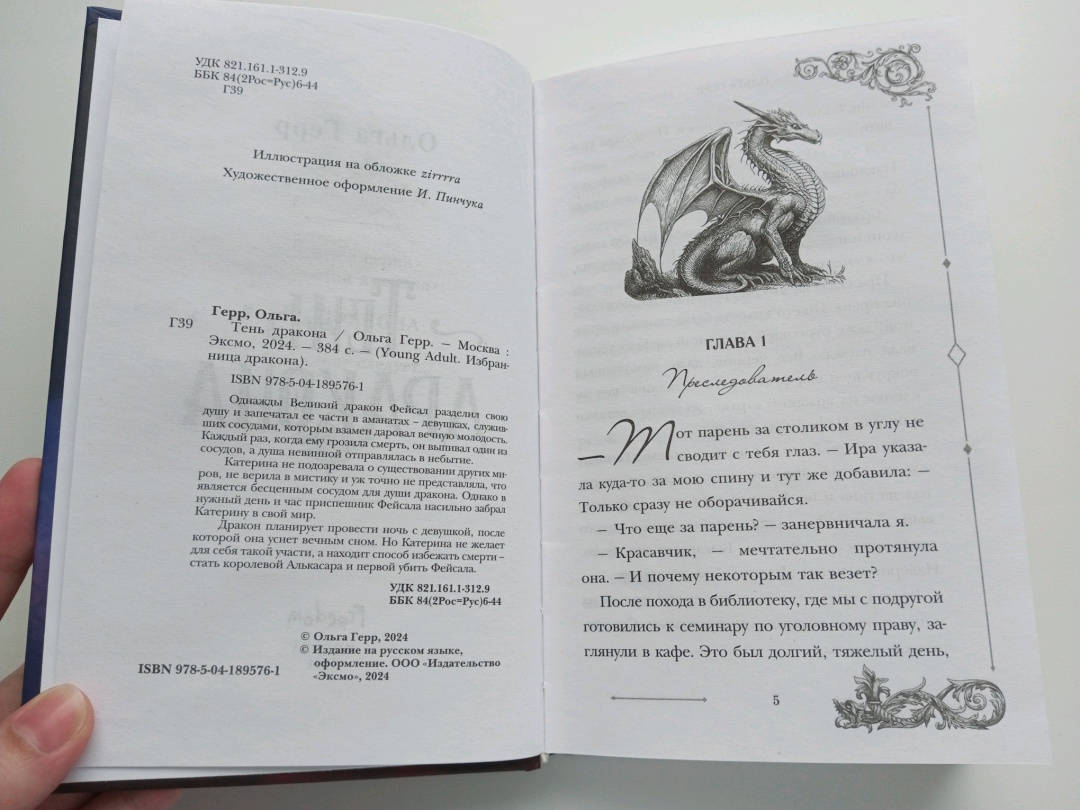 УДК 821.161.1-312.9
ББК 84(2Рос=Рус)6-44
Г39
Иллюстрация на обложке zirrrra
Художественное оформление И. Пинчука
Герр, Ольга.
Г39 Тень дракона / Ольга Герр. – Москва :
Эксмо, 2024. – 384 с. – (Young Adult. Избран-
ница дракона).
ISBN 978-5-04-189576-1
Однажды Великий дракон Фейсал разделил свою
душу и запечатал ее части в аманатах – девушках, служив-
ших сосудами, которым взамен даровал вечную молодость.
Каждый раз, когда ему грозила смерть, он выпивал один из
сосудов, а душа невинной отправлялась в небытие.
Катерина не подозревала о существовании других ми-
ров, не верила в мистику и уж точно не представляла, что
является бесценным сосудом для души дракона. Однако в
нужный день и час приспешник Фейсала насильно забрал
Катерину в свой мир.
Дракон планирует провести ночь с девушкой, после
которой она уснет вечным сном. Но Катерина не желает
для себя такой участи, а находит способ избежать смерти –
стать королевой Алькасара и первой убить Фейсала.
УДК 821.161.1-312.9
ББК 84(2Рос=Рус)6-44
© Ольга Герр, 2024
© Издание на русском языке,
оформление. ООО «Издательство
«Эксмо», 2024
ISBN 978-5-04-189576-1
ГЛАВА 1
Преследователь
– Тот парень за столиком в углу не
сводит с тебя глаз. – Ира указа-
ла куда-то за мою спину и тут же добавила: –
Только сразу не оборачивайся.
– Что еще за парень? – занервничала я.
– Красавчик, – мечтательно протянула
она. – И почему некоторым так везет?
После похода в библиотеку, где мы с подругой
готовились к семинару по уголовному праву, за-
глянули в кафе. Это был долгий, тяжелый день,
5